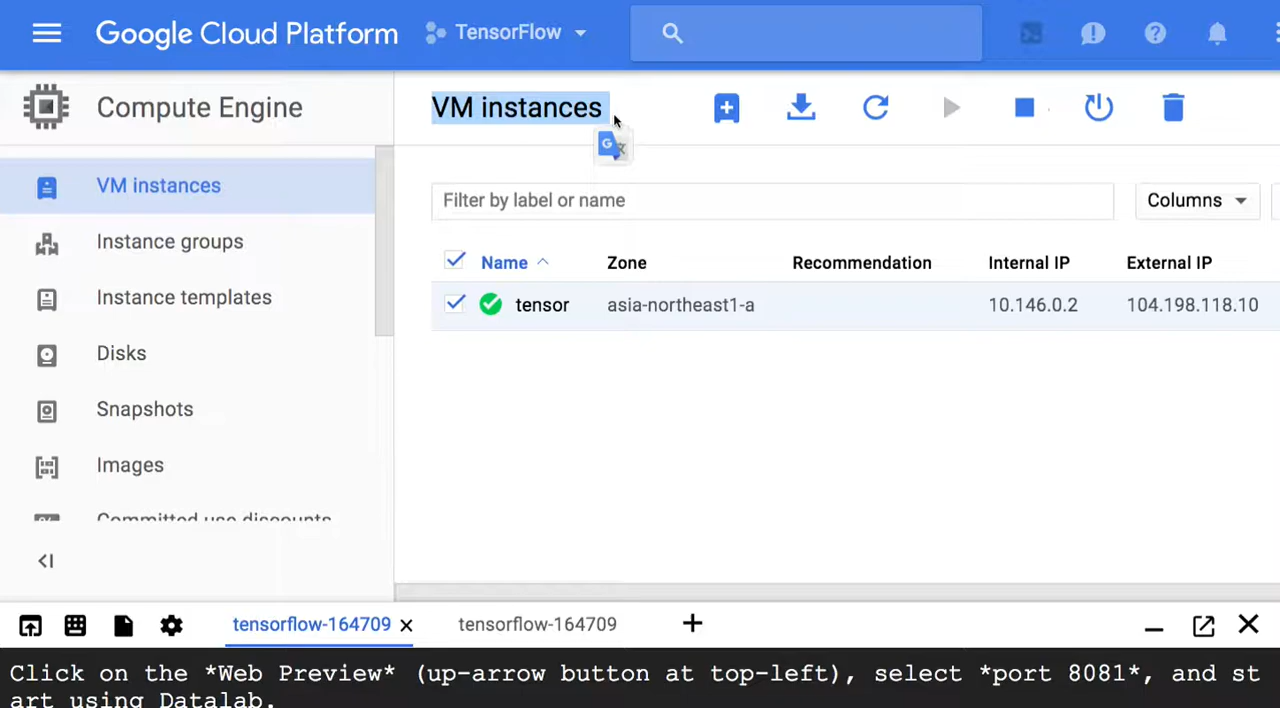 Google Cloud Platform TensorFlow
Compute Engine
VM instances
VM instances
Instance groups
Instance templates
Disks
Snapshots
Images
Committed use discounts
Filter by label or name Columns
Name Zone Recommendation Internal IP External IP
tensor asia-northeast1-a 10.146.0.2 104.198.118.10
tensorflow-164709 tensorflow-164709
Click on the *Web Preview* (up-arrow button at top-left), select *port 8081*, and st
art using Datalab.